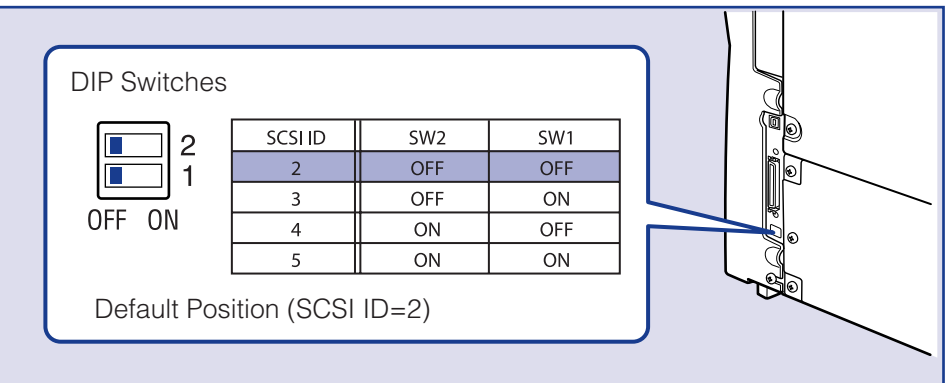 DIP Switches
2
1
OFF ON
SCSI ID SW2 SW1
2 OFF OFF
3 OFF ON
4 ON OFF
5 ON ON
Default Position (SCSI ID=2)